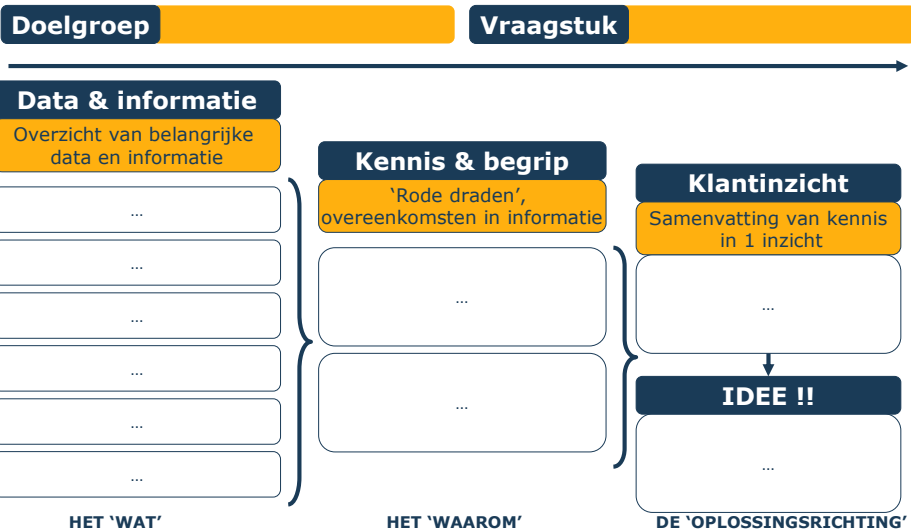 Doelgroep
Vraagstuk
Data & informatie
Overzicht van belangrijke
data en informatie
...
...
...
...
...
...
HET ‘WAT’
Kennis & begrip
‘Rode draden’,
overeenkomsten in informatie
...
...
HET ‘WAAROM’
Klantinzicht
Samenvatting van kennis
in 1 inzicht
...
IDEE !!
...
DE ‘OPLOSSINGSRICHTING’